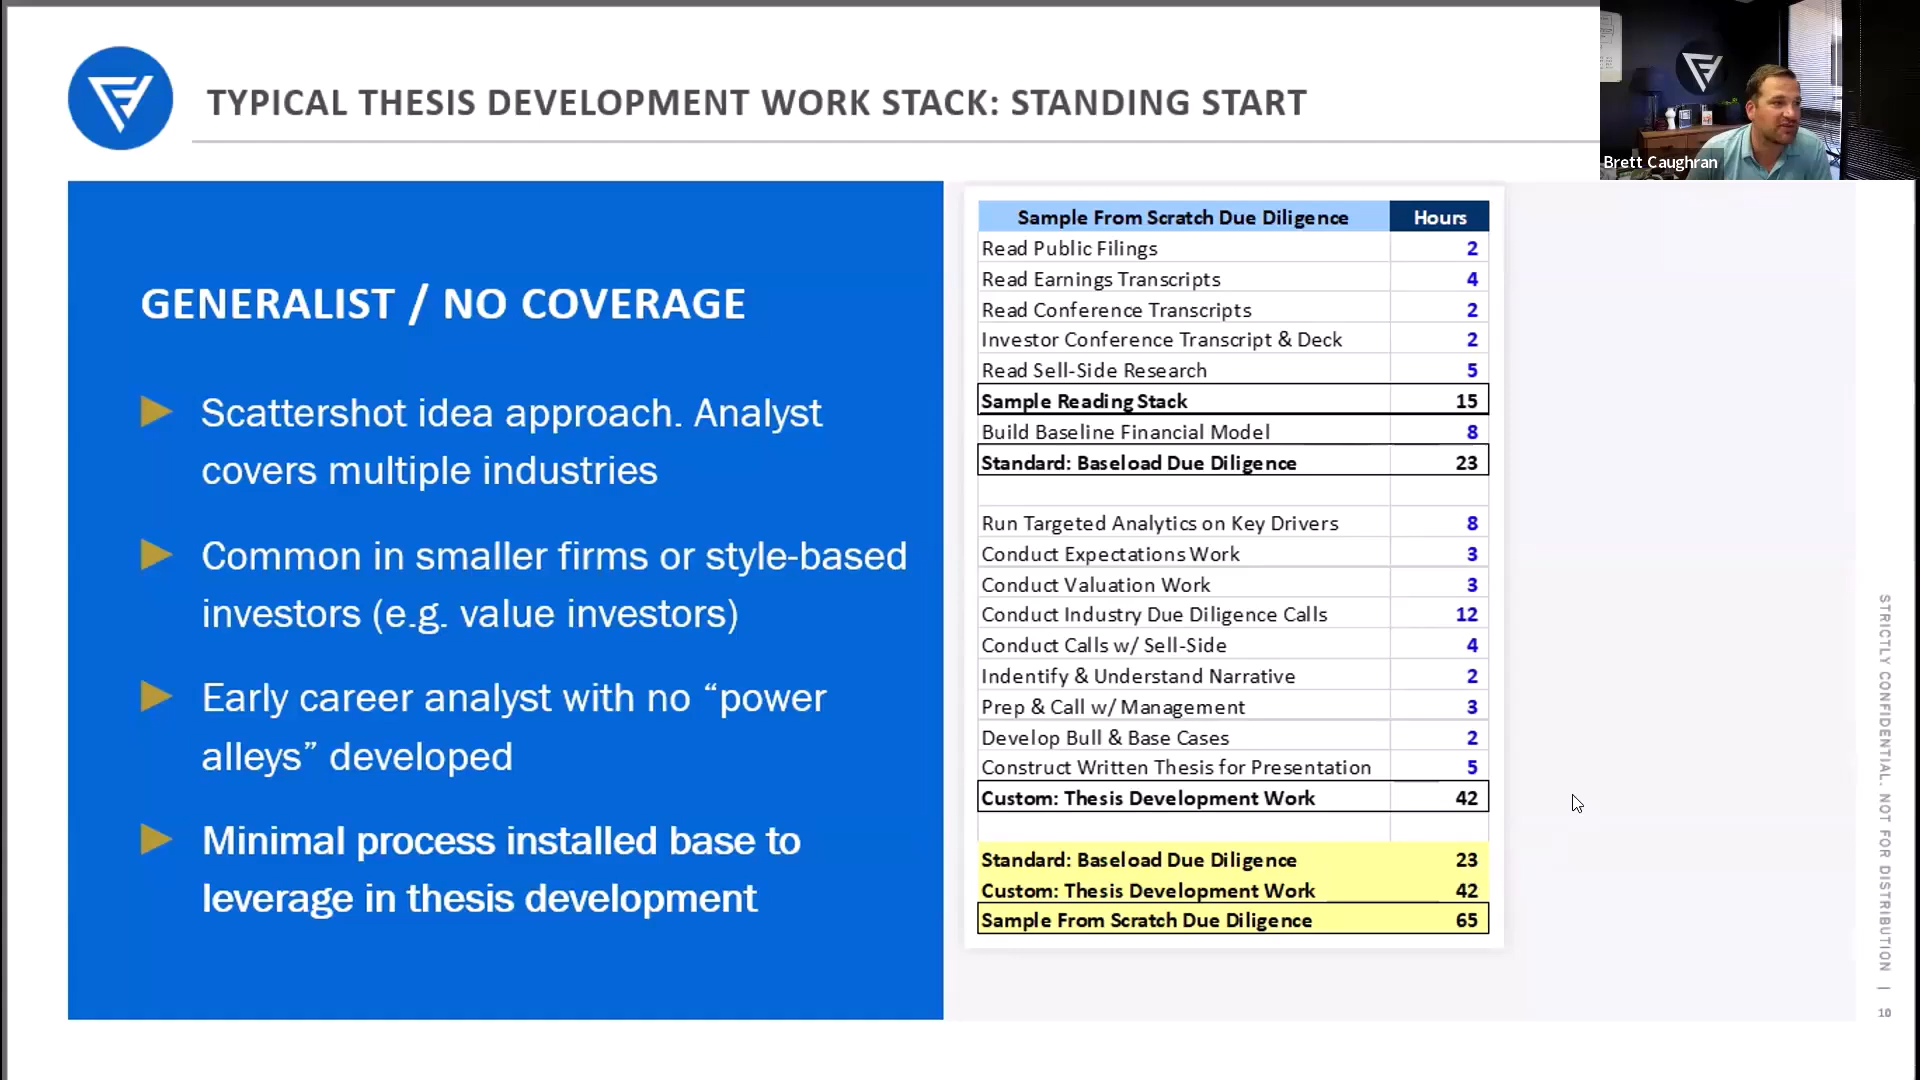 TYPICAL THESIS DEVELOPMENT WORK STACK: STANDING START
Brett Caughran
GENERALIST / NO COVERAGE
Scattershot idea approach. Analyst
covers multiple industries
Common in smaller firms or style-based
investors (e.g. value investors)
Early career analyst with no “power
alleys” developed
Minimal process installed base to
leverage in thesis development
Sample From Scratch Due Diligence Hours
Read Public Filings 2
Read Earnings Transcripts 4
Read Conference Transcripts 2
Investor Conference Transcript & Deck 2
Read Sell-Side Research 5
Sample Reading Stack 15
Build Baseline Financial Model 8
Standard: Baseload Due Diligence 23
Run Targeted Analytics on Key Drivers 8
Conduct Expectations Work 3
Conduct Valuation Work 3
Conduct Industry Due Diligence Calls 12
Conduct Calls w/ Sell-Side 4
Indentify & Understand Narrative 2
Prep & Call w/ Management 3
Develop Bull & Base Cases 2
Construct Written Thesis for Presentation 5
Custom: Thesis Development Work 42
Standard: Baseload Due Diligence 23
Custom: Thesis Development Work 42
Sample From Scratch Due Diligence 65
STRICTLY CONFIDENTIAL. NOT FOR DISTRIBUTION |
10